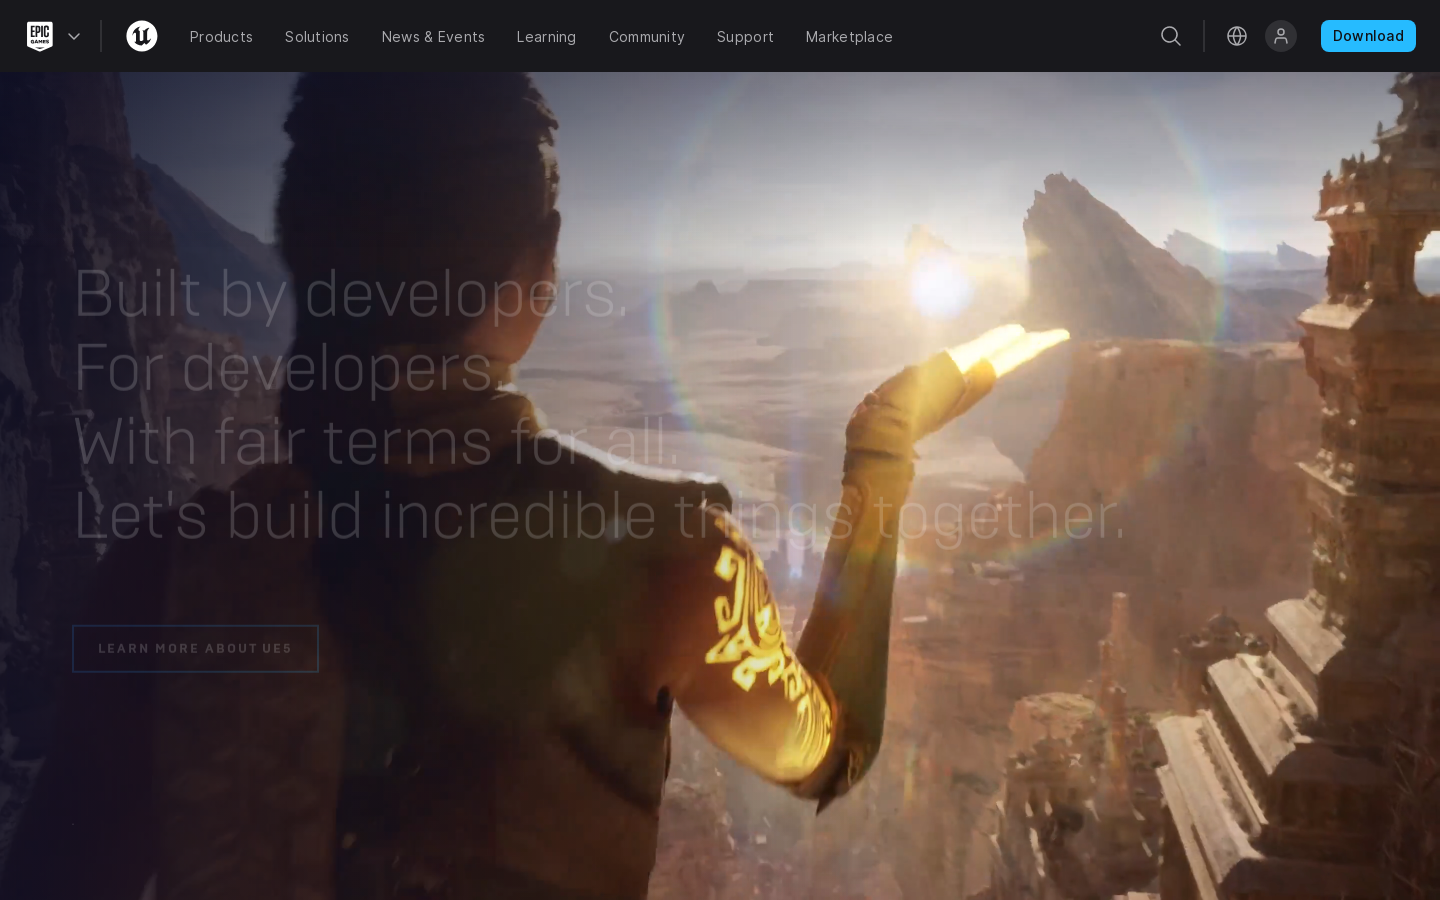 EPIC GAMES
Products
Solutions
News & Events
Learning
Community
Support
Marketplace
Download
Built by developers.
For developers.
With fair terms for all.
Let's build incredible things together.
LEARN MORE ABOUT UE5